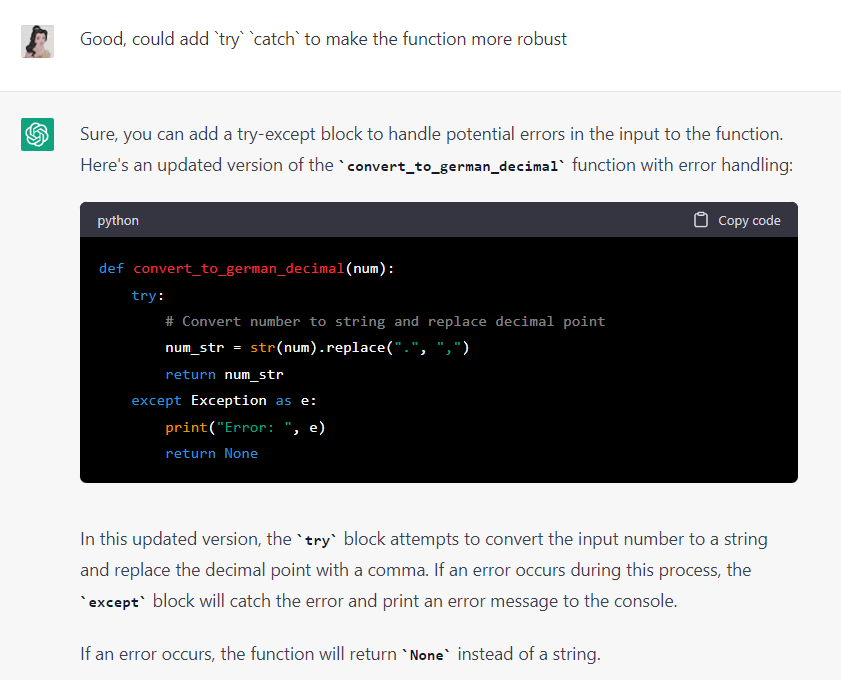 Good, could add `try` `catch` to make the function more robust
Sure, you can add a try-except block to handle potential errors in the input to the function.
Here's an updated version of the `convert_to_german_decimal` function with error handling:
python
Copy code
def convert_to_german_decimal(num):
    try:
        # Convert number to string and replace decimal point
        num_str = str(num).replace(".", ",")
        return num_str
    except Exception as e:
        print("Error: ", e)
        return None
In this updated version, the `try` block attempts to convert the input number to a string
and replace the decimal point with a comma. If an error occurs during this process, the
`except` block will catch the error and print an error message to the console.
If an error occurs, the function will return `None` instead of a string.